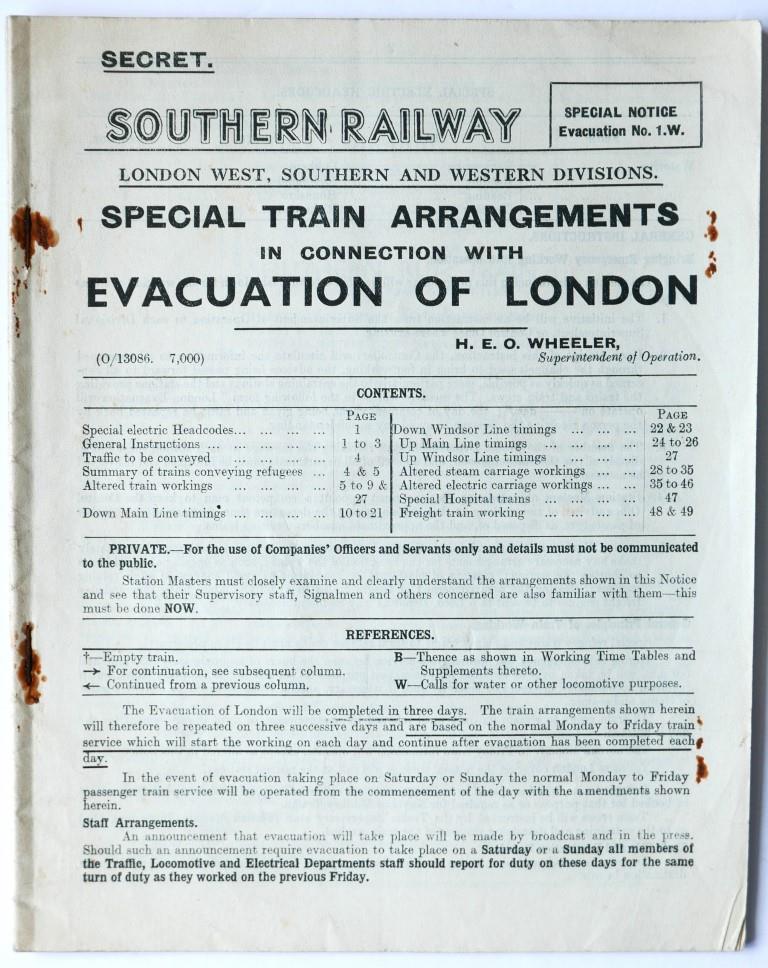 SECRET.
SOUTHERN RAILWAY
SPECIAL NOTICE
Evacuation No. 1.W.
LONDON WEST, SOUTHERN AND WESTERN DIVISIONS.
SPECIAL TRAIN ARRANGEMENTS
IN CONNECTION WITH
EVACUATION OF LONDON
H. E. O. WHEELER,
(O/13086. 7,000) Superintendent of Operation.
CONTENTS.
PAGE
Special electric Headcodes... ... ... ... 1
General Instructions ... ... ... ... ... 1 to 3
Traffic to be conveyed ... ... ... ... 4
Summary of trains conveying refugees ... ... 4 & 5
Altered train workings ... ... ... ... 5 to 9 &
27
Down Main Line timings ... ... ... ... 10 to 21
PAGE
Down Windsor Line timings ... ... ... 22 & 23
Up Main Line timings ... ... ... ... 24 to 26
Up Windsor Line timings ... ... ... 27
Altered steam carriage workings ... ... 28 to 35
Altered electric carriage workings ... ... 35 to 46
Special Hospital trains ... ... ... ... 47
Freight train working ... ... ... ... 48 & 49
PRIVATE.—For the use of Companies' Officers and Servants only and details must not be communicated
to the public.
Station Masters must closely examine and clearly understand the arrangements shown in this Notice
and see that their Supervisory staff, Signalmen and others concerned are also familiar with them—this
must be done NOW.
REFERENCES.
†—Empty train.
→ For continuation, see subsequent column.
← Continued from a previous column.
B—Thence as shown in Working Time Tables and
Supplements thereto.
W—Calls for water or other locomotive purposes.
The Evacuation of London will be completed in three days. The train arrangements shown herein
will therefore be repeated on three successive days and are based on the normal Monday to Friday train
service which will start the working on each day and continue after evacuation has been completed each
day.
In the event of evacuation taking place on Saturday or Sunday the normal Monday to Friday
passenger train service will be operated from the commencement of the day with the amendments shown
herein.
Staff Arrangements.
An announcement that evacuation will take place will be made by broadcast and in the press.
Should such an announcement require evacuation to take place on a Saturday or a Sunday all members of
the Traffic, Locomotive and Electrical Departments staff should report for duty on these days for the same
turn of duty as they worked on the previous Friday.